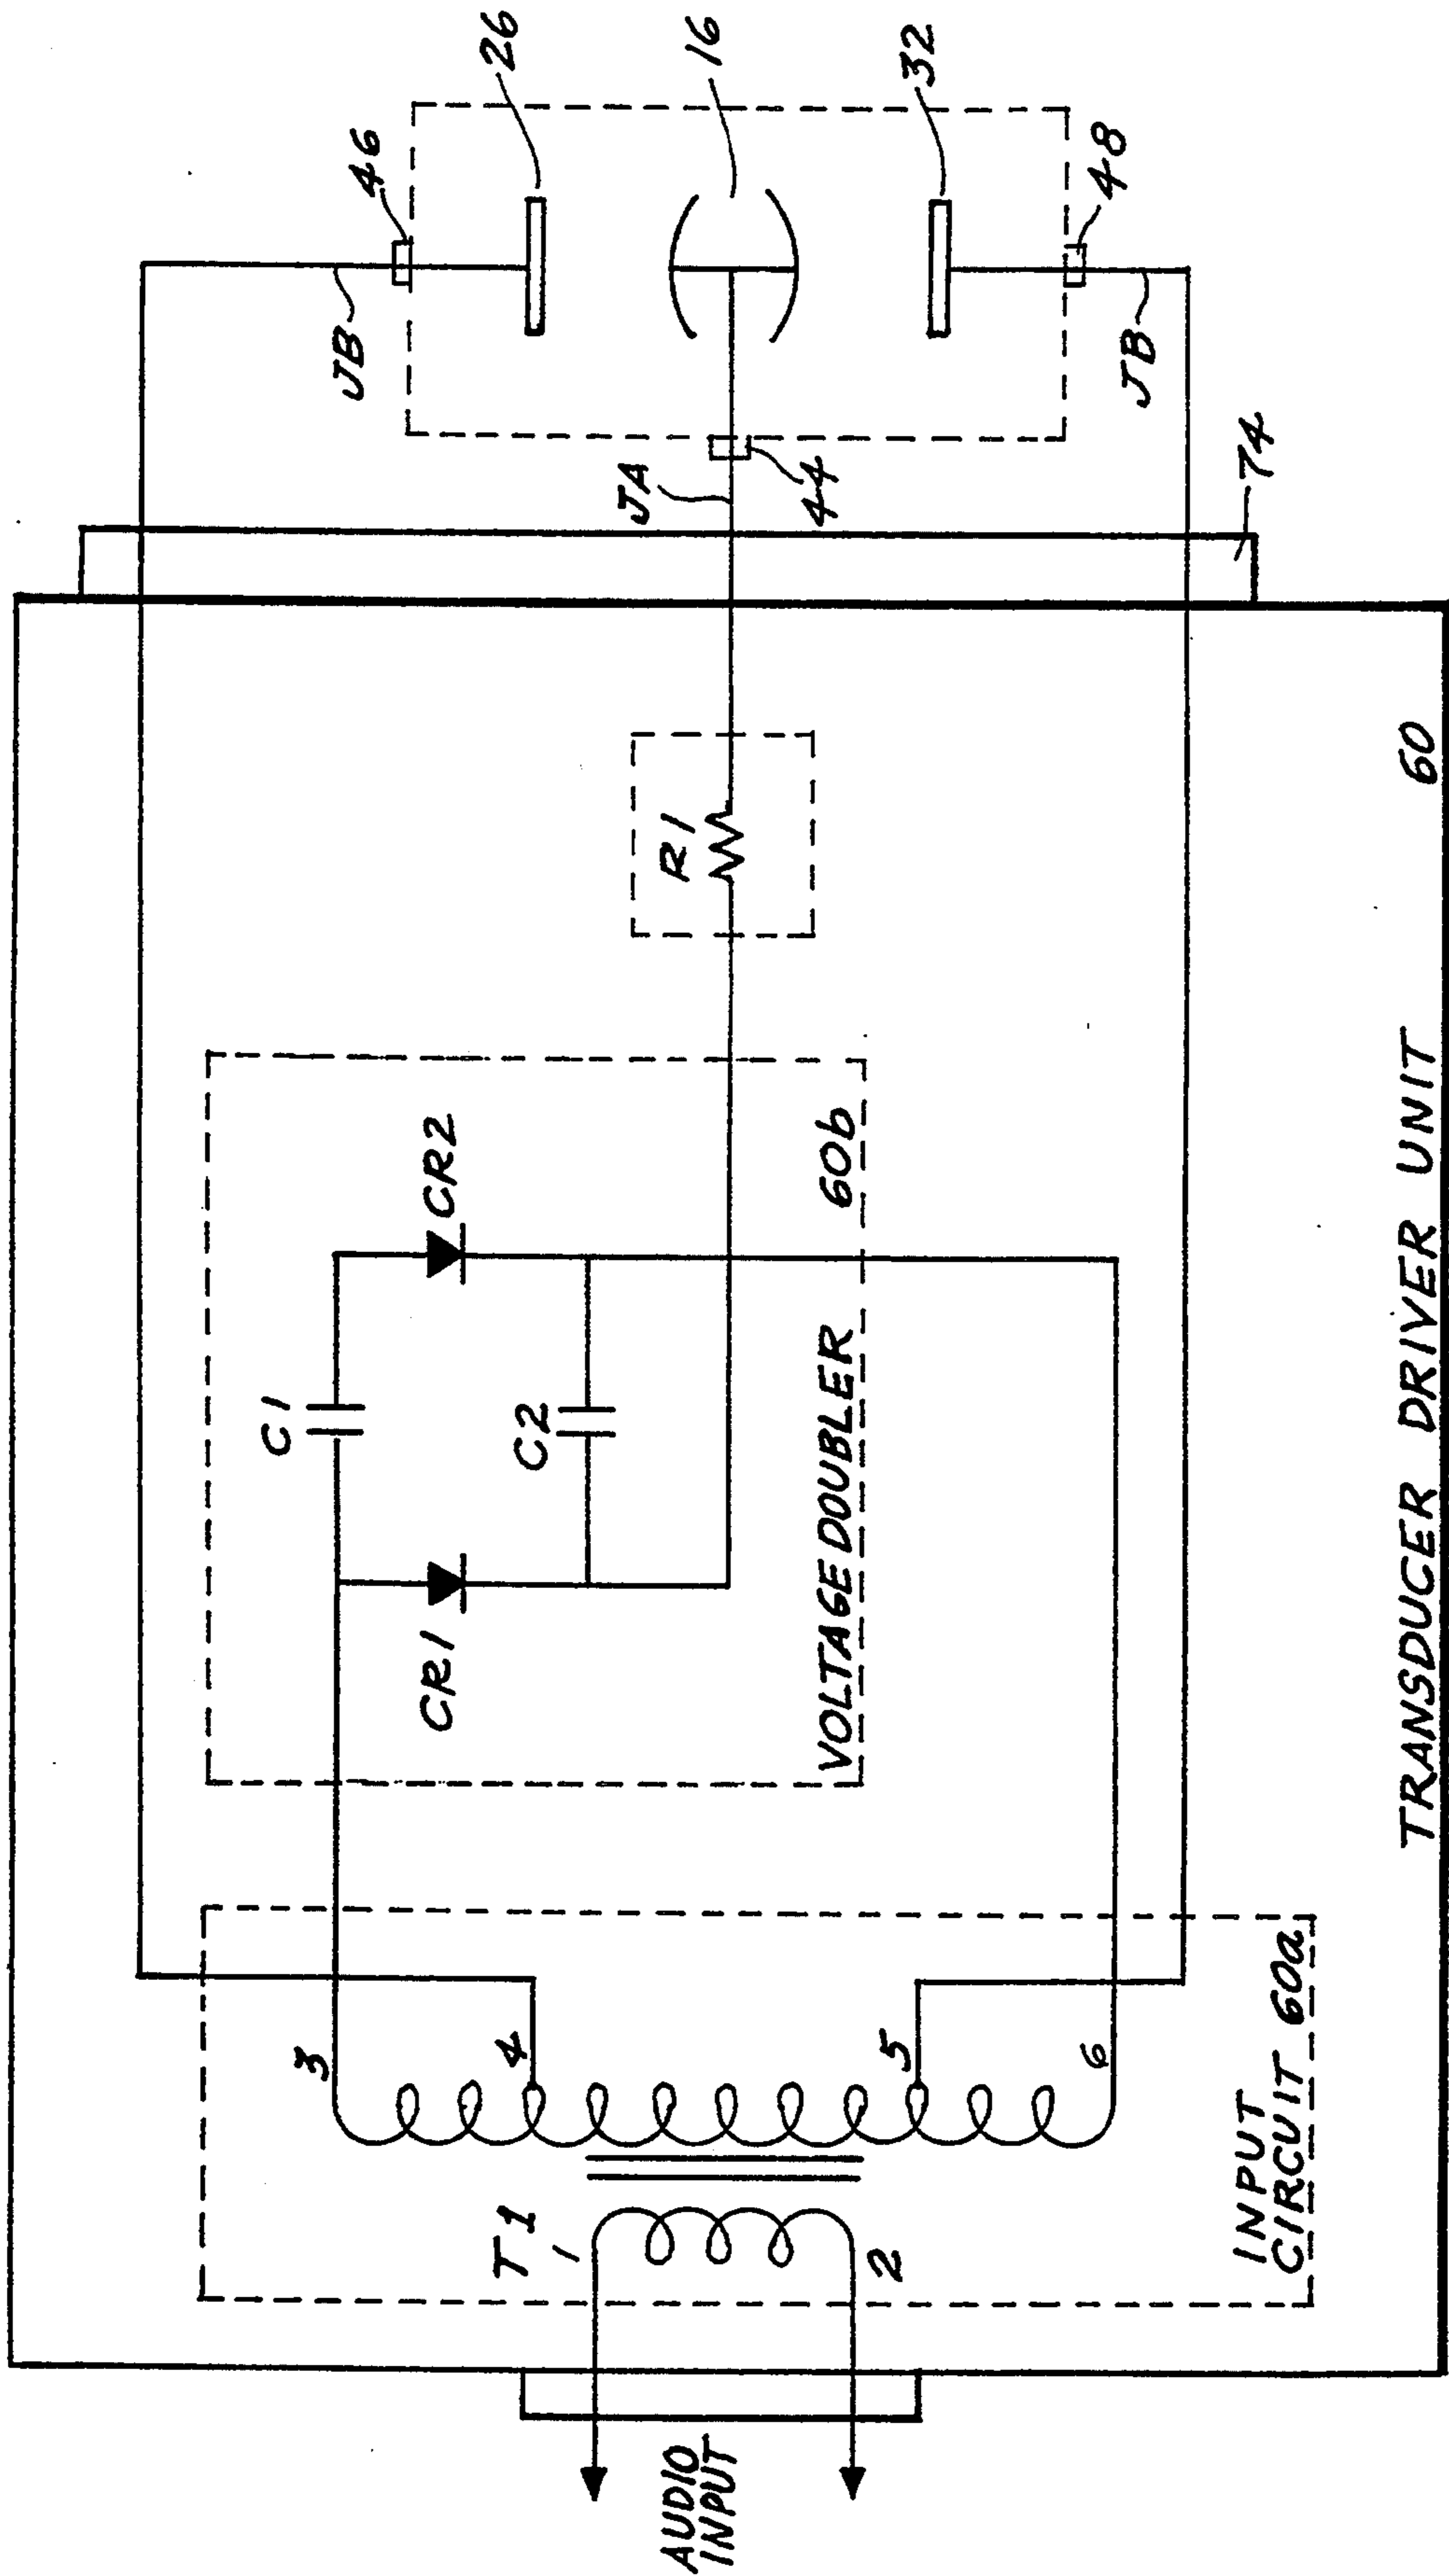 AUDIO
INPUT
T1
1
2
3
4
5
6
INPUT
CIRCUIT 60a
CR1
C1
C2
CR2
VOLTAGE DOUBLER 60b
R1
TRANSDUCER DRIVER UNIT 60
74
JB
46
26
JA
44
16
32
JB
48